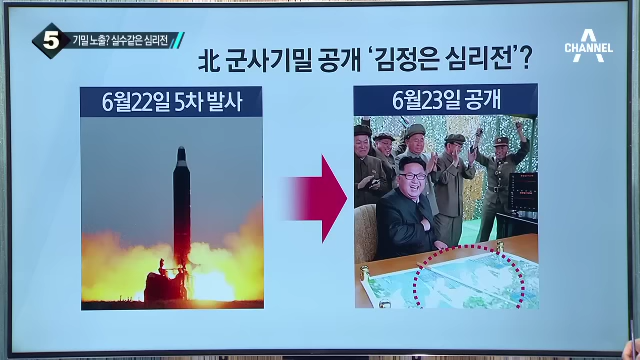 5 기밀 노출? 실수같은 심리전
CHANNEL A
北 군사기밀 공개 '김정은 심리전'?
6월22일 5차 발사
6월23일 공개